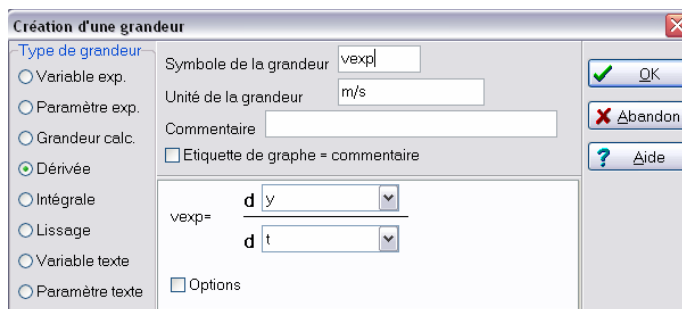 Création d'une grandeur
Type de grandeur
Variable exp.
Paramètre exp.
Grandeur calc.
Dérivée
Intégrale
Lissage
Variable texte
Paramètre texte
Symbole de la grandeur vexp
Unité de la grandeur m/s
Commentaire
Etiquette de graphe = commentaire
vexp=
d y
d t
Options
OK
Abandon
? Aide